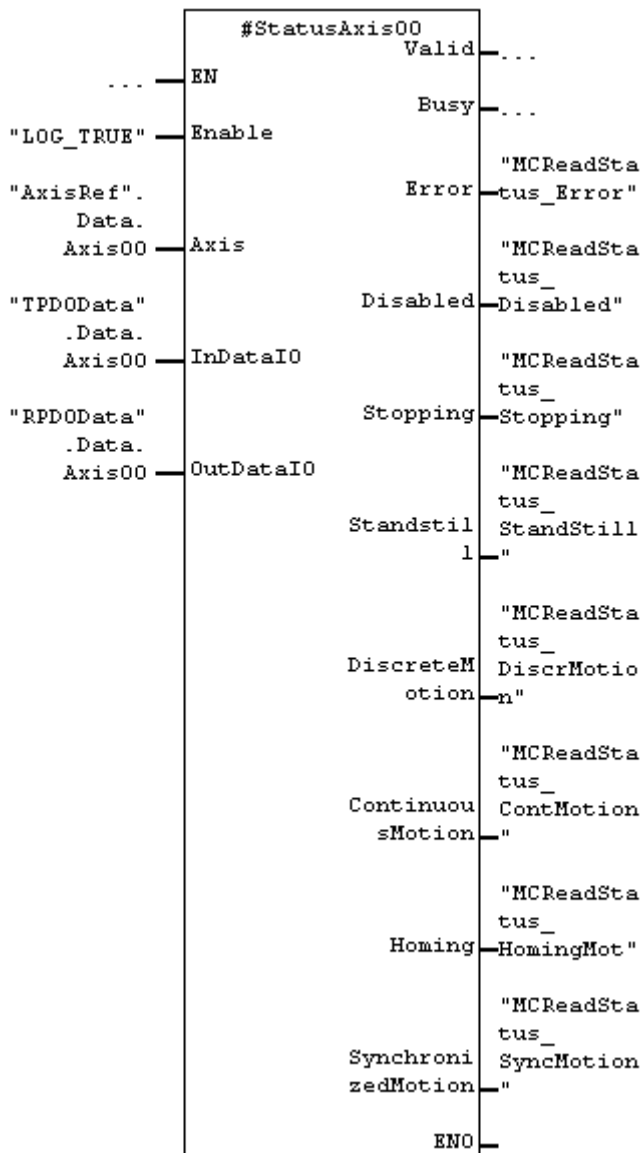 #StatusAxis00
Valid ...
... EN
Busy ...
"LOG_TRUE" Enable
"MCReadSta
Error tus_Error"
"AxisRef".
Data.
Axis00 Axis
"MCReadSta
tus_
Disabled Disabled"
"TPDOData"
.Data.
Axis00 InDataIO
"MCReadSta
tus_
Stopping Stopping"
"RPDOData"
.Data.
Axis00 OutDataIO
"MCReadSta
tus_
Standstil StandStill
l "
"MCReadSta
tus_
DiscreteM DiscrMotio
otion n"
"MCReadSta
tus_
Continuou ContMotion
sMotion "
"MCReadSta
tus_
Homing HomingMot"
"MCReadSta
tus_
Synchroni SyncMotion
zedMotion "
ENO